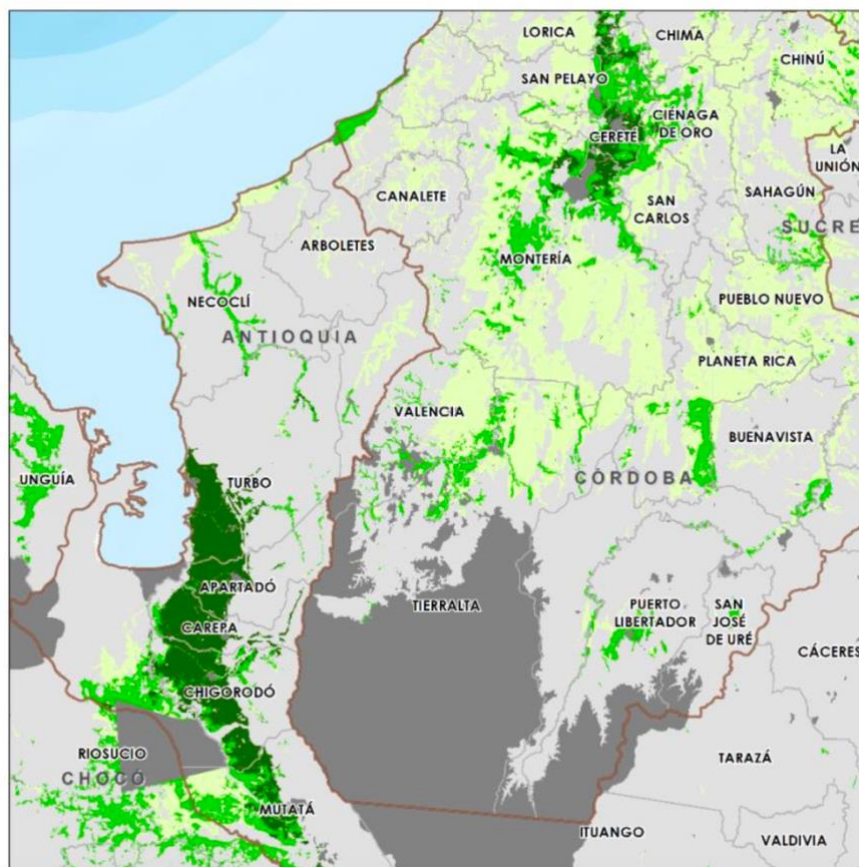 LORICA
CHIMA
CHINÚ
SAN PELAYO
CIÉNAGA
DE ORO
CERETÉ
LA
UNIÓN
CANALETE
SAN
CARLOS
SAHAGÚN
SUCRE
ARBOLETES
MONTERÍA
NECOCLÍ
PUEBLO NUEVO
ANTIOQUIA
PLANETA RICA
VALENCIA
BUENAVISTA
UNGUÍA
TURBO
CÓRDOBA
APARTADÓ
TIERRALTA
PUERTO
LIBERTADOR
SAN
JOSÉ
DE URÉ
CAREPA
CÁCERES
CHIGORODÓ
RIOSUCIO
TARAZÁ
CHOCÓ
MUTATÁ
ITUANGO
VALDIVIA